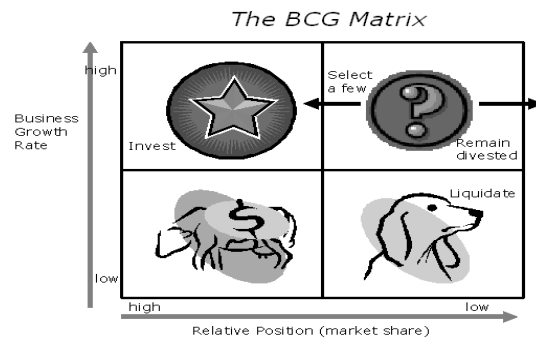 The BCG Matrix
high
Select
a few
Business
Growth
Rate
Invest
Remain
divested
Liquidate
$
?
low
high
low
Relative Position (market share)